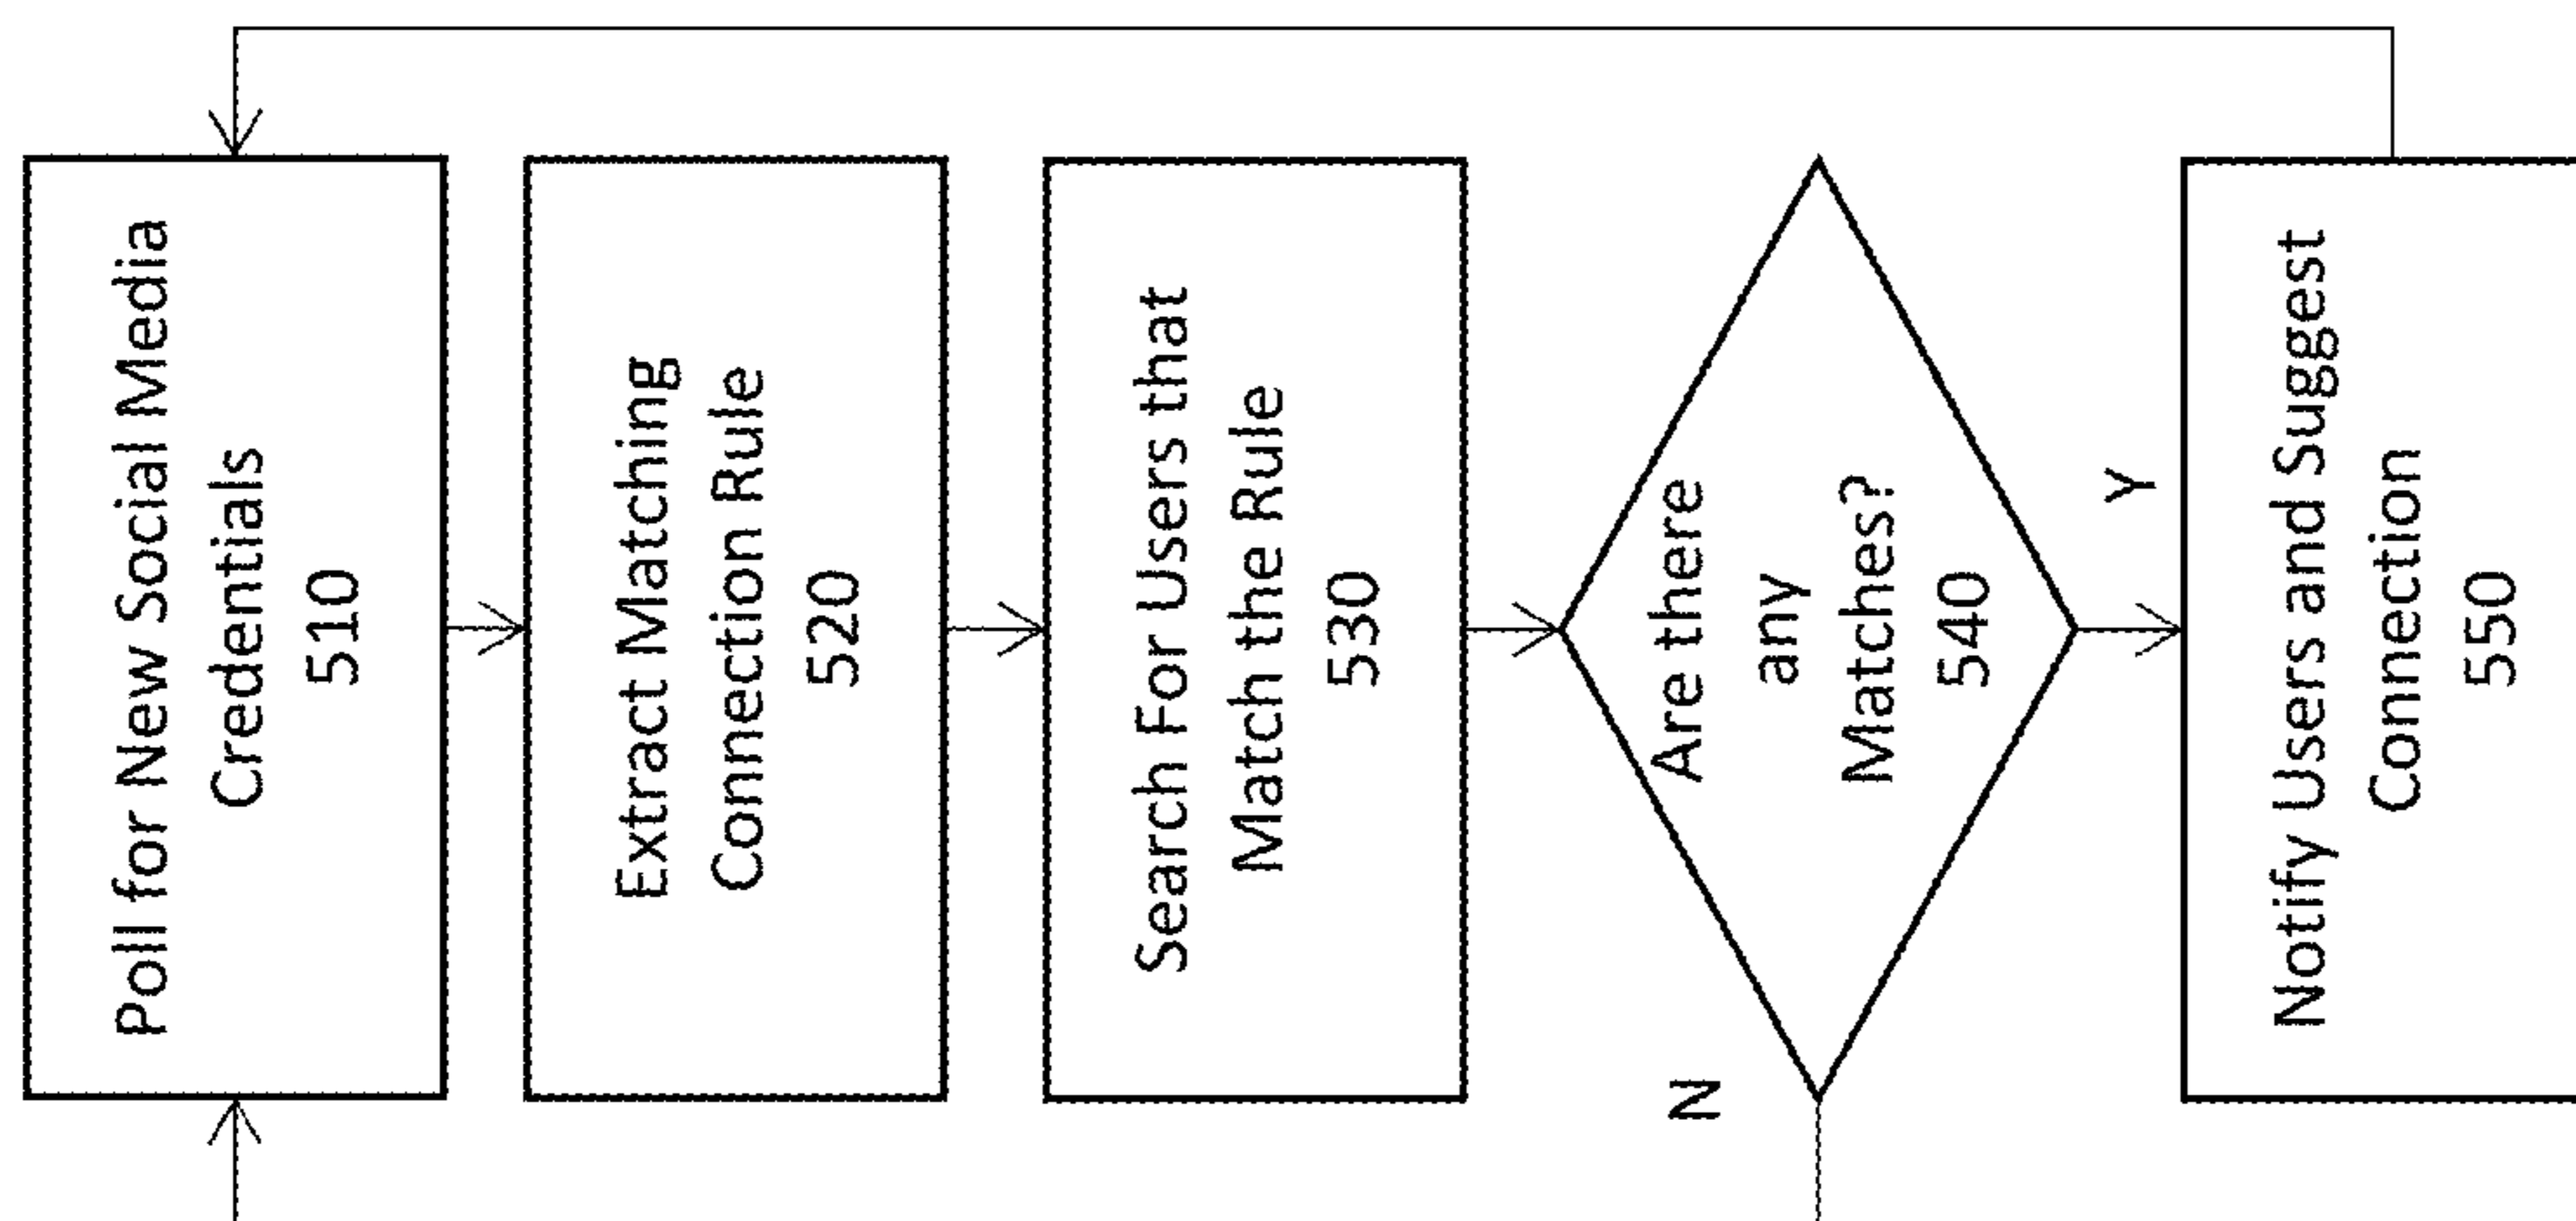 Poll for New Social Media
Credentials
510
Extract Matching
Connection Rule
520
Search For Users that
Match the Rule
530
Are there
any
Matches?
540
N
Y
Notify Users and Suggest
Connection
550